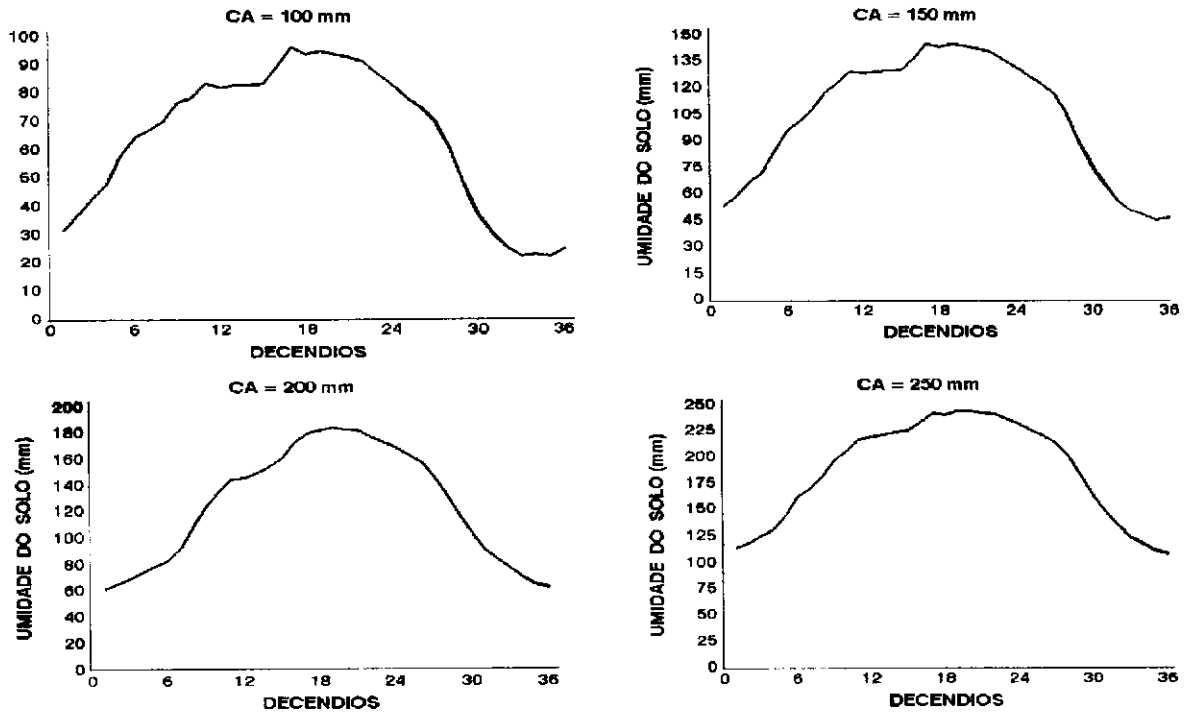 CA = 100 mm
100
90
80
70
60
50
40
30
20
10
0
0 6 12 18 24 30 36
DECENDIOS
CA = 150 mm
UMIDADE DO SOLO (mm)
150
135
120
105
90
75
60
45
30
15
0
0 6 12 18 24 30 36
DECENDIOS
CA = 200 mm
UMIDADE DO SOLO (mm)
200
180
160
140
120
100
80
60
40
20
0
0 6 12 18 24 30 36
DECENDIOS
CA = 250 mm
UMIDADE DO SOLO (mm)
250
225
200
175
150
125
100
75
50
25
0
0 6 12 18 24 30 36
DECENDIOS